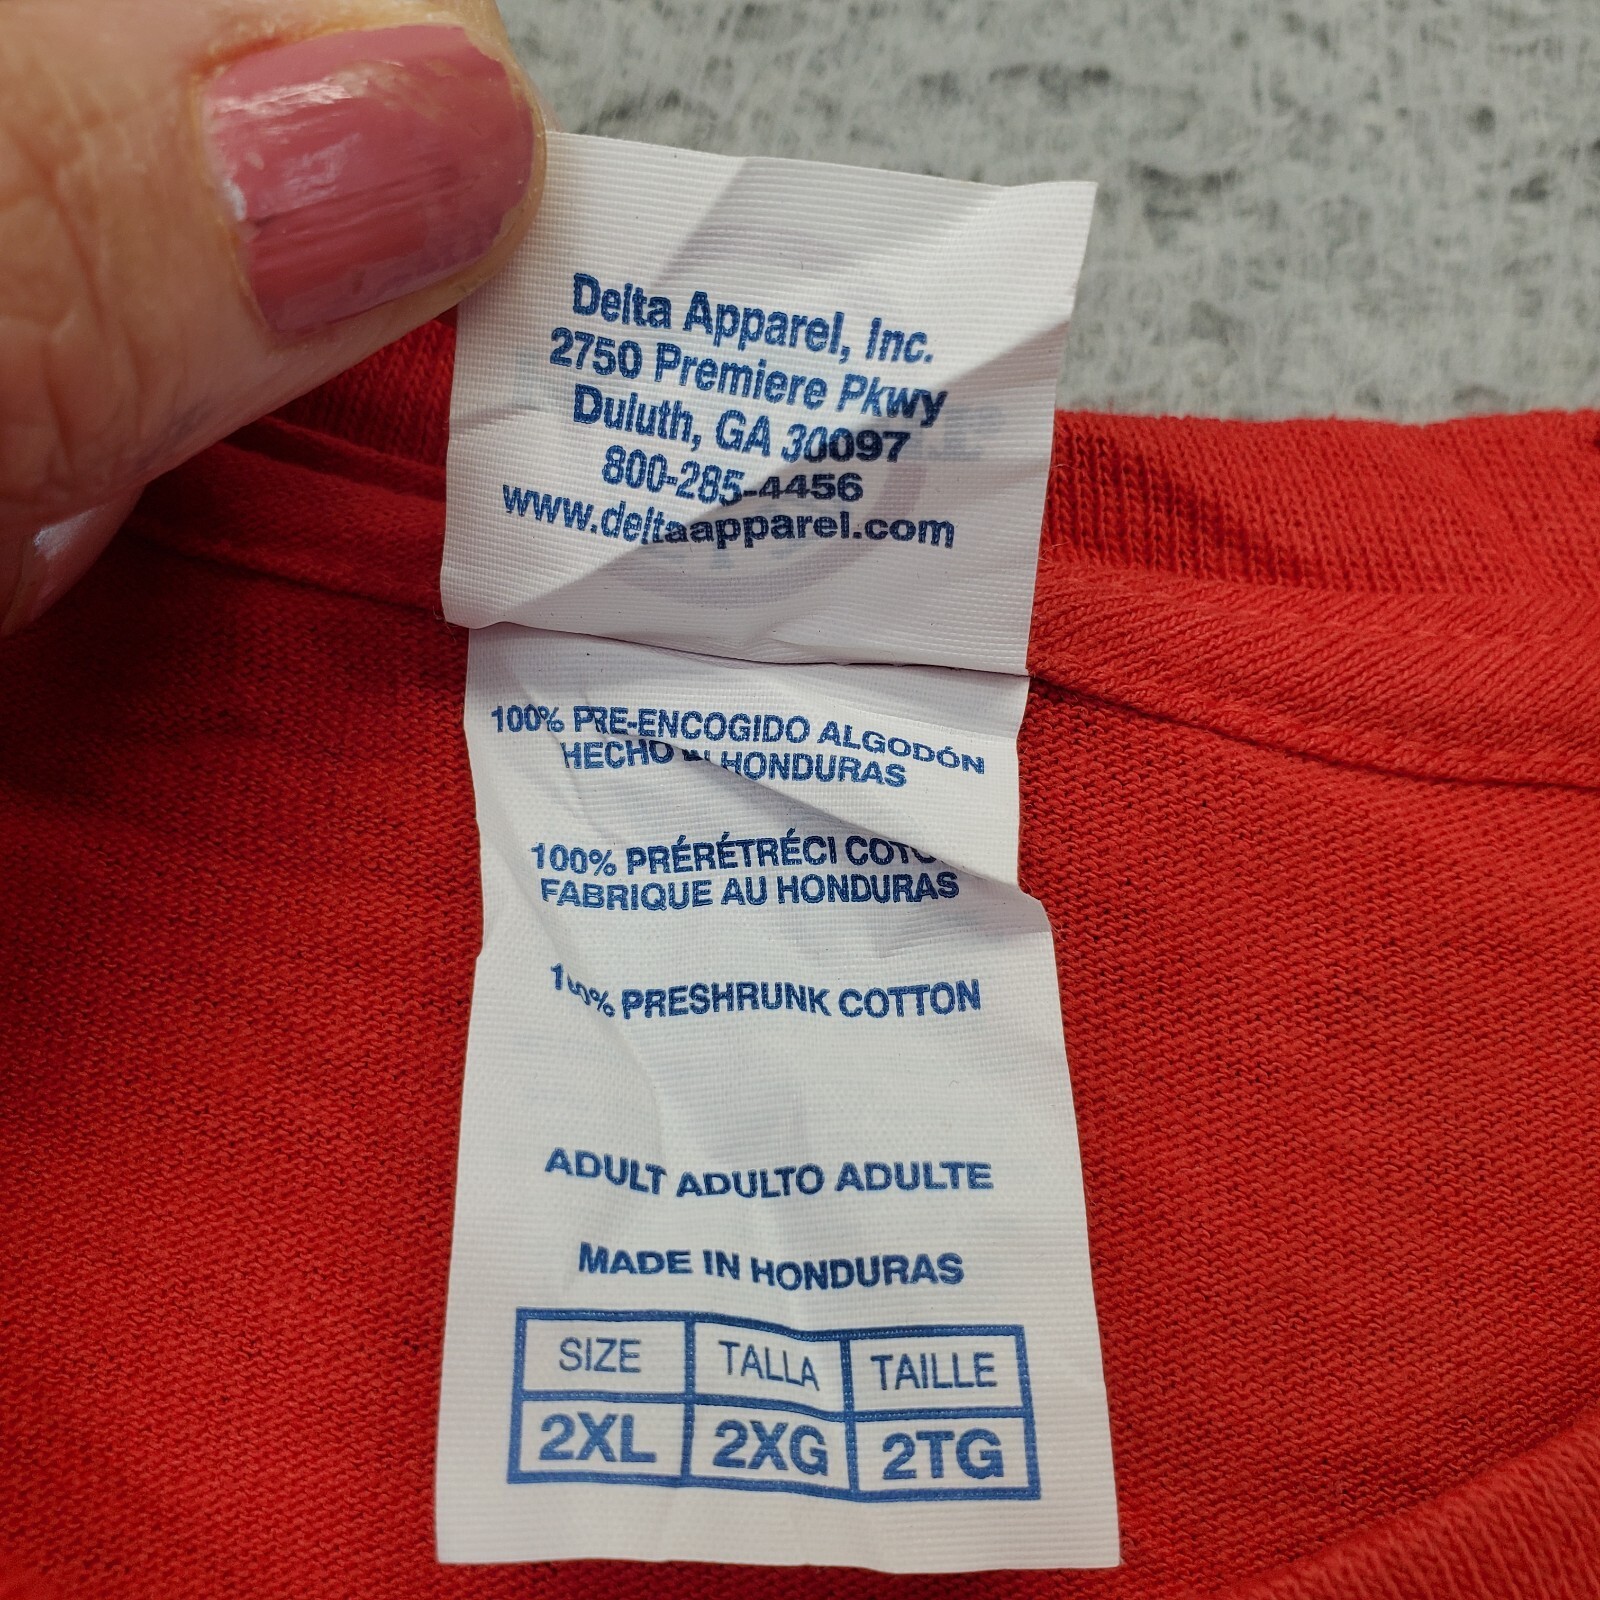 Delta Apparel, Inc.
2750 Premiere Pkwy
Duluth, GA 30097
800-285-4456
www.deltaapparel.com
100% PRE-ENCOGIDO ALGODÓN
HECHO HONDURAS
100% PRÉRÉTRÉCI
FABRIQUE AU HONDURAS
100% PRESHRUNK COTTON
ADULT ADULTO ADULTE
MADE IN HONDURAS
SIZE TALLA TAILLE
2XL 2XG 2TG